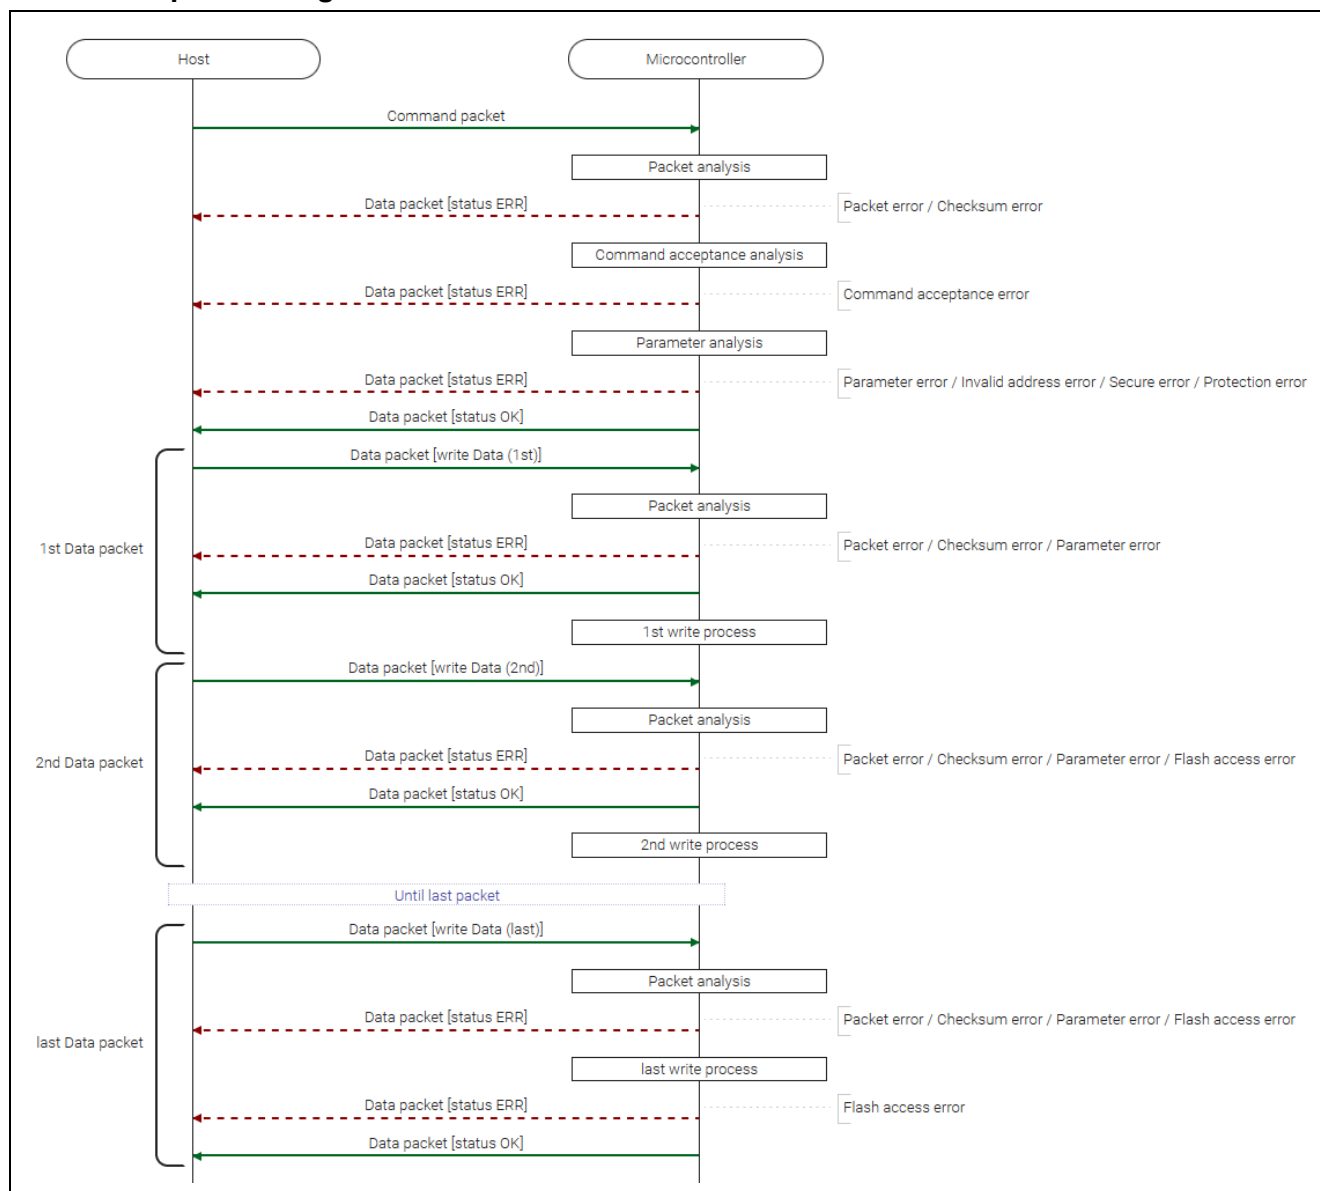 Host
Microcontroller
Command packet
Packet analysis
Data packet [status ERR]
Packet error / Checksum error
Command acceptance analysis
Data packet [status ERR]
Command acceptance error
Parameter analysis
Data packet [status ERR]
Parameter error / Invalid address error / Secure error / Protection error
Data packet [status OK]
Data packet [write Data (1st)]
Packet analysis
1st Data packet
Data packet [status ERR]
Packet error / Checksum error / Parameter error
Data packet [status OK]
1st write process
Data packet [write Data (2nd)]
Packet analysis
2nd Data packet
Data packet [status ERR]
Packet error / Checksum error / Parameter error / Flash access error
Data packet [status OK]
2nd write process
Until last packet
Data packet [write Data (last)]
Packet analysis
Data packet [status ERR]
Packet error / Checksum error / Parameter error / Flash access error
last Data packet
last write process
Data packet [status ERR]
Flash access error
Data packet [status OK]